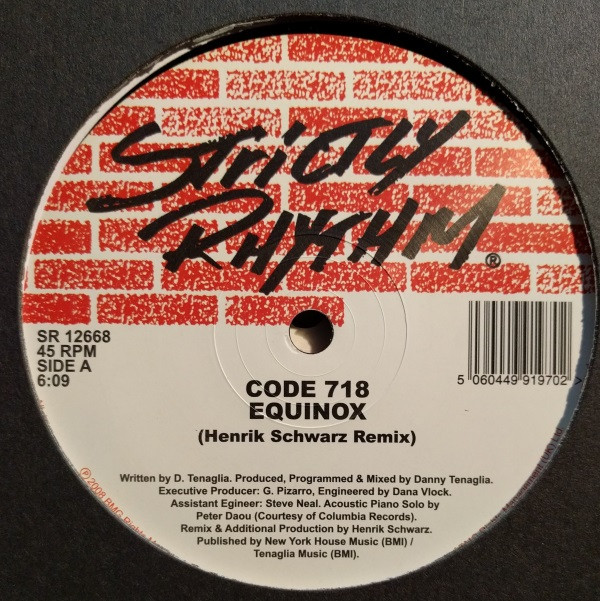 STRICTLY
RHYTHM®
SR 12668
45 RPM
SIDE A
6:09
5 060449 919702 >
CODE 718
EQUINOX
(Henrik Schwarz Remix)
Written by D. Tenaglia. Produced, Programmed & Mixed by Danny Tenaglia.
Executive Producer: G. Pizarro, Engineered by Dana Vlock.
Assistant Egineer: Steve Neal. Acoustic Piano Solo by
Peter Daou (Courtesy of Columbia Records).
Remix & Additional Production by Henrik Schwarz.
Published by New York House Music (BMI) /
Tenaglia Music (BMI).
℗2008 BMG